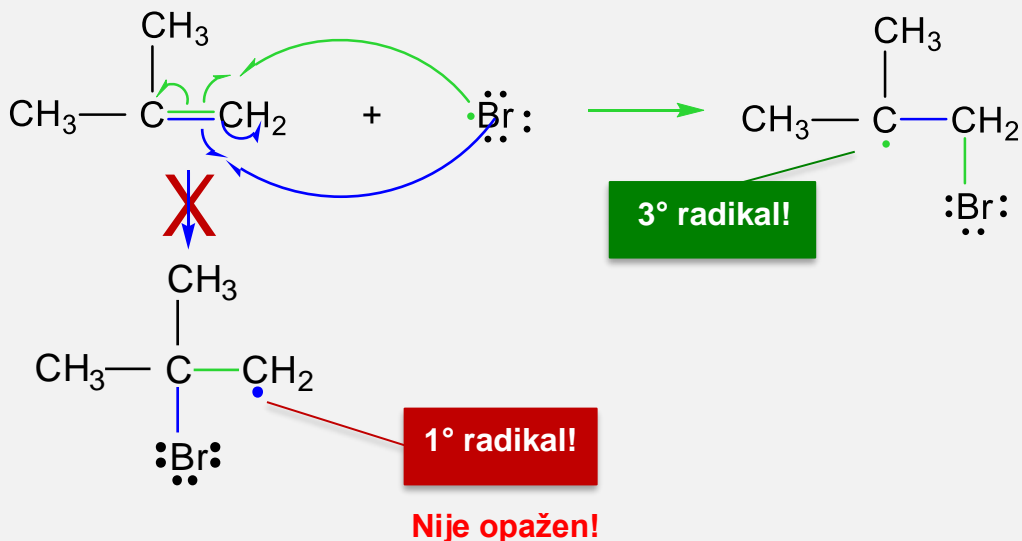 CH3
CH3 C CH2 + Br
CH3
CH3 C CH2
Br
3° radikal!
X
CH3
CH3 C CH2
Br
1° radikal!
Nije opažen!